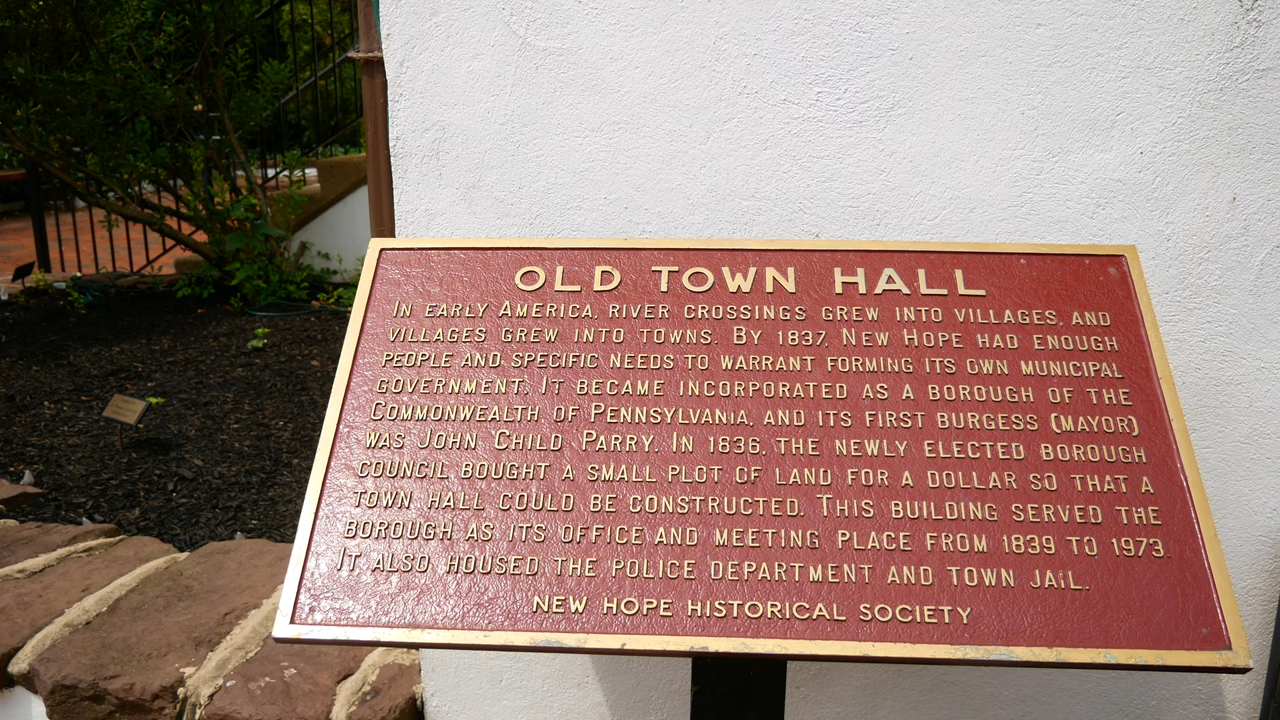 OLD TOWN HALL
IN EARLY AMERICA, RIVER CROSSINGS GREW INTO VILLAGES, AND
VILLAGES GREW INTO TOWNS. BY 1837, NEW HOPE HAD ENOUGH
PEOPLE AND SPECIFIC NEEDS TO WARRANT FORMING ITS OWN MUNICIPAL
GOVERNMENT. IT BECAME INCORPORATED AS A BOROUGH OF THE
COMMONWEALTH OF PENNSYLVANIA, AND ITS FIRST BURGESS (MAYOR)
WAS JOHN CHILD PARRY. IN 1836, THE NEWLY ELECTED BOROUGH
COUNCIL BOUGHT A SMALL PLOT OF LAND FOR A DOLLAR SO THAT A
TOWN HALL COULD BE CONSTRUCTED. THIS BUILDING SERVED THE
BOROUGH AS ITS OFFICE AND MEETING PLACE FROM 1839 TO 1973.
IT ALSO HOUSED THE POLICE DEPARTMENT AND TOWN JAIL.
NEW HOPE HISTORICAL SOCIETY